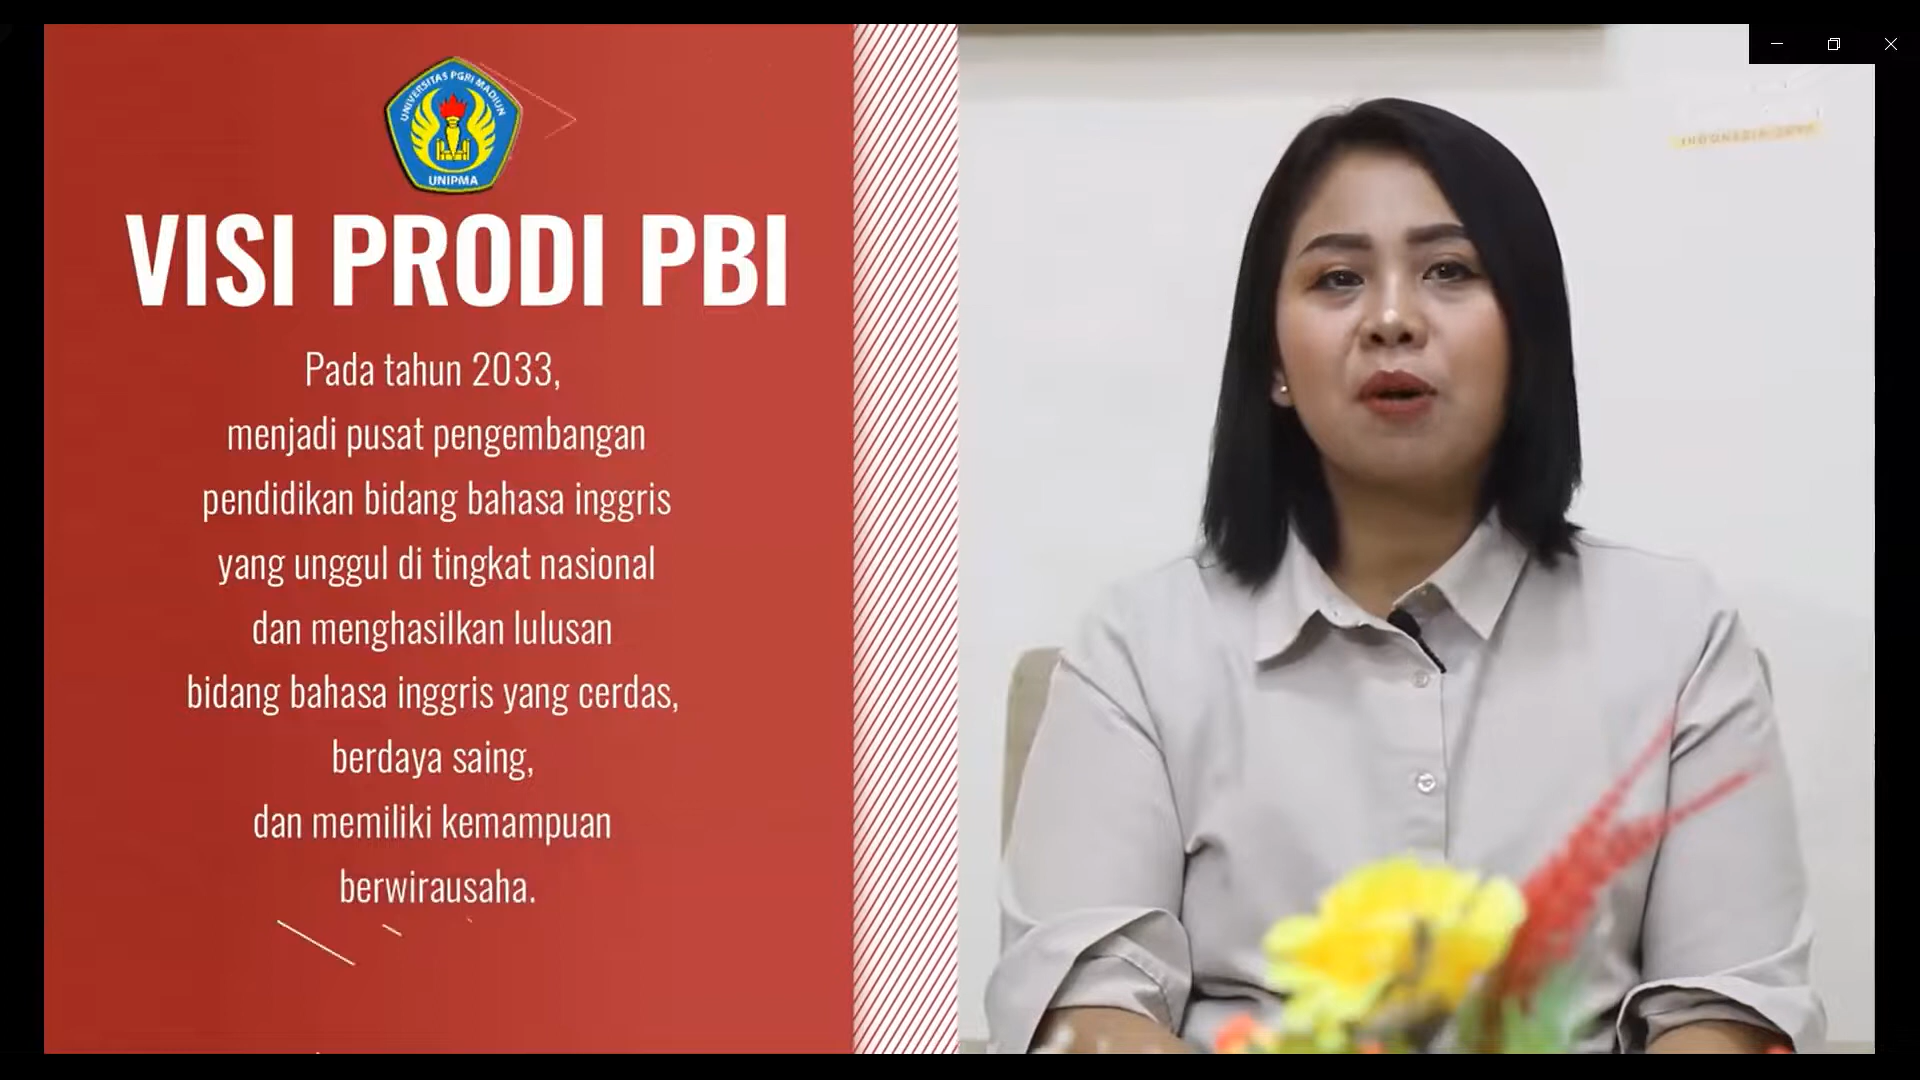 UNIVERSITAS PGRI MADIUN
UNIPMA
VISI PRODI PBI
Pada tahun 2033,
menjadi pusat pengembangan
pendidikan bidang bahasa inggris
yang unggul di tingkat nasional
dan menghasilkan lulusan
bidang bahasa inggris yang cerdas,
berdaya saing,
dan memiliki kemampuan
berwirausaha.